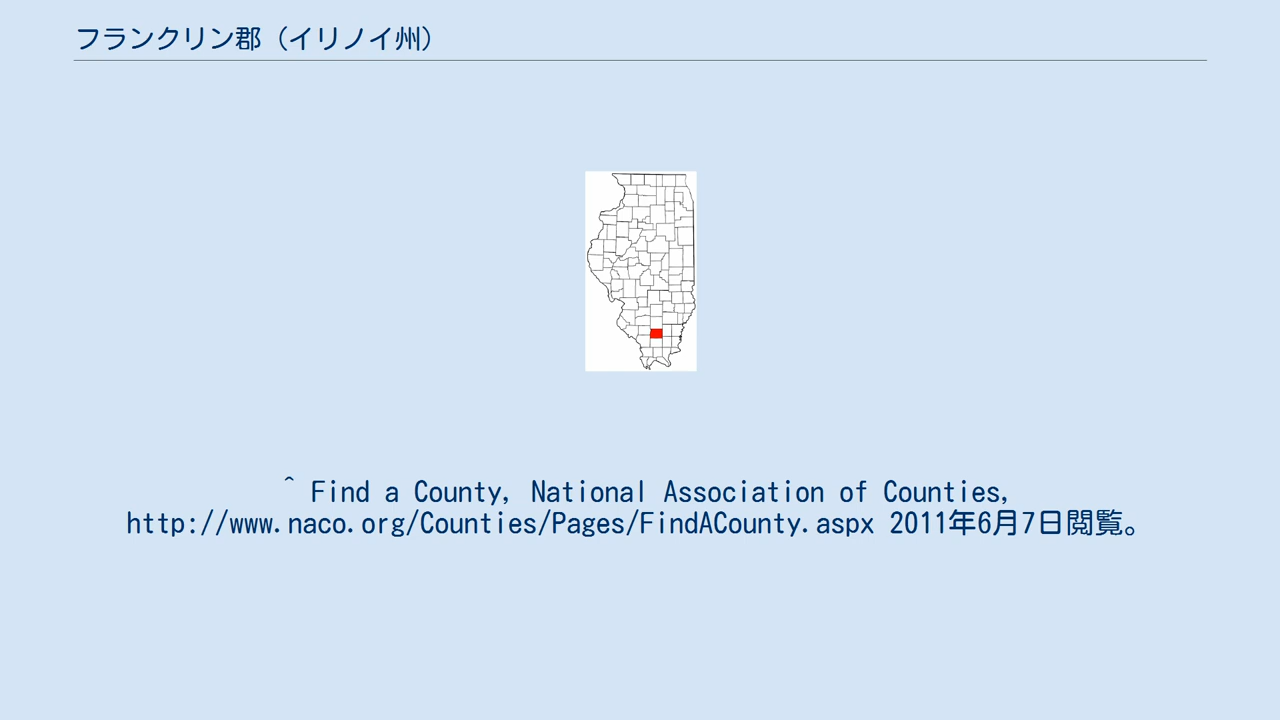 フランクリン郡（イリノイ州）
^ Find a County, National Association of Counties,
http://www.naco.org/Counties/Pages/FindACounty.aspx 2011年6月7日閲覧。